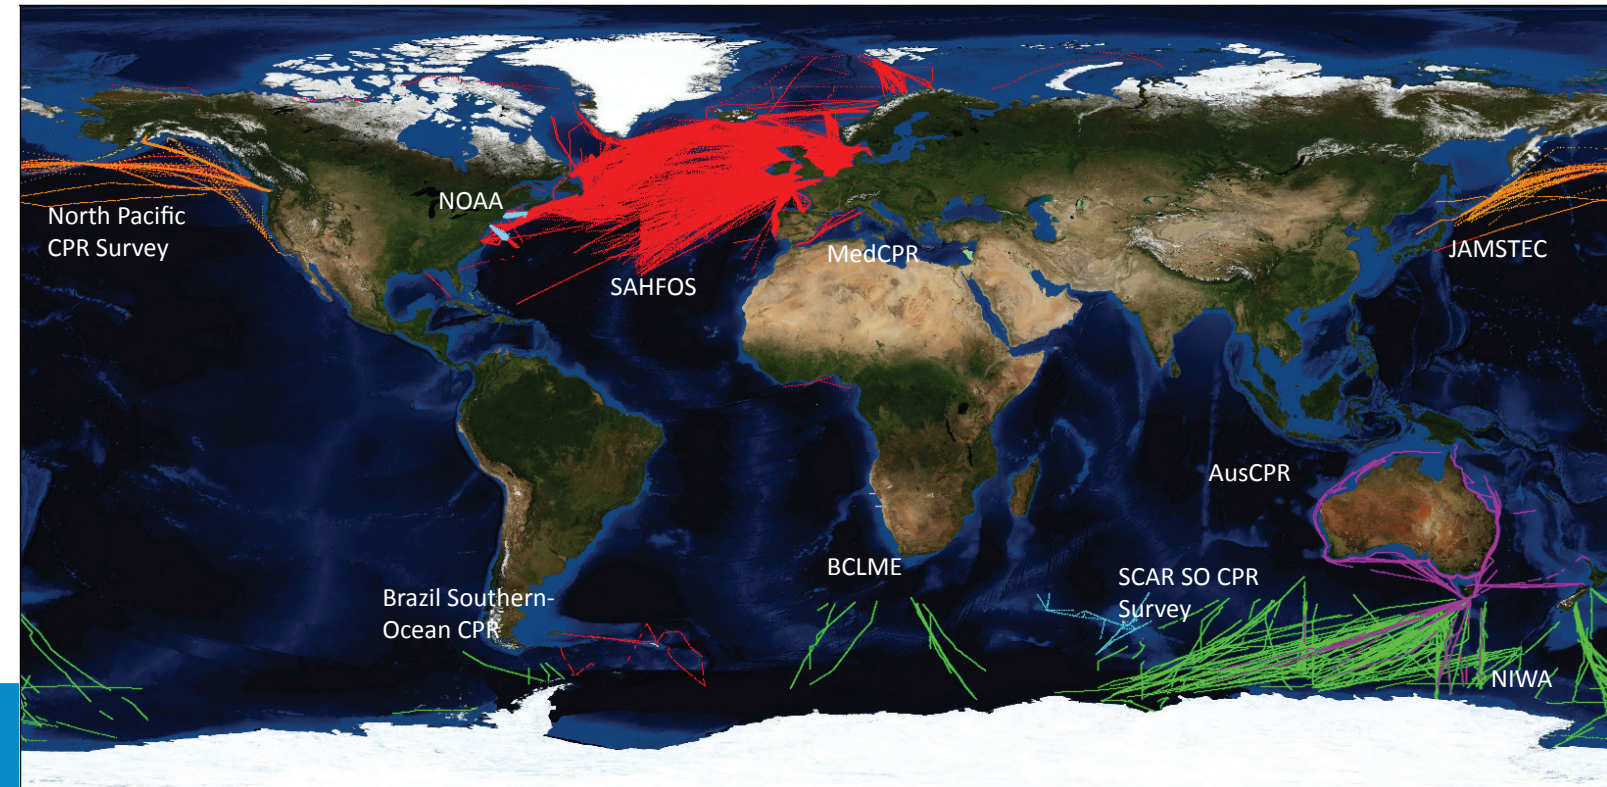 NOAA
North Pacific
CPR Survey
SAHFOS
MedCPR
JAMSTEC
AusCPR
BCLME
SCAR SO CPR
Survey
Brazil Southern-
Ocean CPR
NIWA